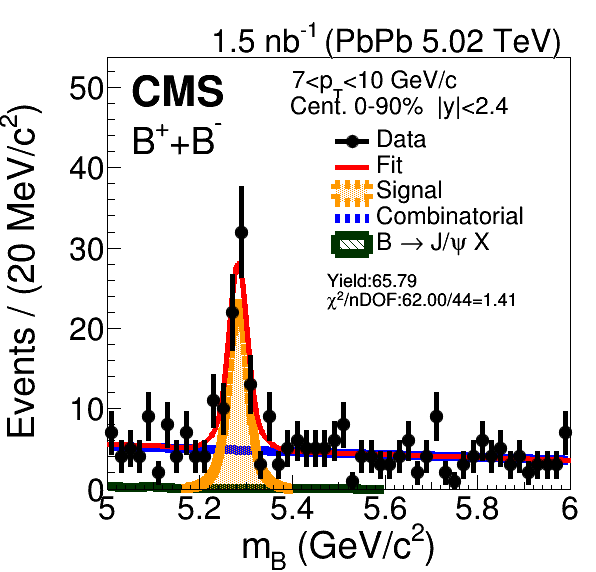 1.5 nb⁻¹ (PbPb 5.02 TeV)
CMS
B⁺+B⁻
7<p_T<10 GeV/c
Cent. 0-90% |y|<2.4
Data
Fit
Signal
Combinatorial
B → J/ψ X
Yield:65.79
χ²/nDOF:62.00/44=1.41
Events / (20 MeV/c²)
50
40
30
20
10
0
5 5.2 5.4 5.6 5.8 6
m_B (GeV/c²)